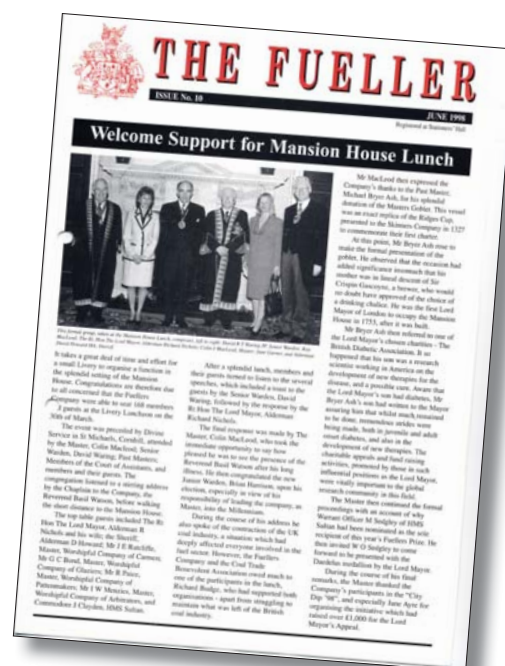 THE FUELLER
ISSUE No. 10
JUNE 1998
Registered at Stationers' Hall
Welcome Support for Mansion House Lunch
It takes a great deal of time and effort for
a small Livery to organise a function in
the splendid setting of the Mansion
House. Congratulations are therefore due
to all concerned that the Fuellers
Company were able to seat 168 members
guests at the Livery Luncheon on the
30th of March.
The event was preceded by Divine
Service in St Michaels, Cornhill, attended
by the Master, Colin MacLeod; Senior
Warden, David Waring; Past Masters;
Members of the Court of Assistants, and
members and their guests. The
congregation listened to a stirring address
by the Chaplain to the Company, the
Reverend Basil Watson, before walking
the short distance to the Mansion House.
The top guests included The Rt
Hon The Lord Mayor, Alderman R
Nichols and his wife; the Sheriff,
Alderman D Howard; Mr J E Ratcliffe,
Master, Worshipful Company of Carmen;
Mr G C Bond, Master, Worshipful
Company of Glaziers; Mr R Paice,
Master, Worshipful Company of
Pattenmakers; Mr I W Menzies, Master,
Worshipful Company of Arbitrators, and
Commodore J Clayden, HMS Sultan.
After a splendid lunch, members and
their guests turned to listen to the several
speeches, which included a toast to the
guests by the Senior Warden, David
Waring, followed by the response by the
Rt Hon The Lord Mayor, Alderman
Richard Nichols.
The final response was made by The
Master, Colin MacLeod, who took the
immediate opportunity to say how
pleased he was to see the presence of the
Reverend Basil Watson after his long
illness. He then congratulated the new
Junior Warden, Brian Harrison, upon his
election, especially in view of his
responsibility of leading the company, as
Master, into the Millennium.
During the course of his address he
also spoke of the contraction of the UK
coal industry, a situation which had
deeply affected everyone involved in the
fuel sector. However, the Fuellers
Company and the Coal Trade
Benevolent Association owed much to
one of the participants in the lunch,
Richard Budge, who had supported both
organisations - apart from struggling to
maintain what was left of the British
coal industry.
Mr MacLeod then expressed the
Company's thanks to the Past Master,
Michael Bryer Ash, for his splendid
donation of the Masters Goblet. This vessel
was an exact replica of the Ridges Cup,
presented to the Skinners Company in 1327
to commemorate their first charter.
At this point, Mr Bryer Ash rose to
make the formal presentation of the
goblet. He observed that the occasion had
added significance inasmuch that his
mother was in lineal descent of Sir
Crispin Gascoyne, a brewer, who would
no doubt have approved of the choice of
a drinking chalice. He was the first Lord
Mayor of London to occupy the Mansion
House in 1753, after it was built.
Mr Bryer Ash then referred to one of
the Lord Mayor's chosen charities - The
British Diabetic Association. It so
happened that his son was a research
scientist working in America on the
development of new therapies for the
disease, and a possible cure. Aware that
the Lord Mayor's son had diabetes, Mr
Bryer Ash's son had written to the Mayor
assuring him that whilst much remained
to be done, tremendous strides were
being made, both in juvenile and adult
onset diabetes, and also in the
development of new therapies. The
charitable appeals and fund raising
activities, promoted by those in such
influential positions as the Lord Mayor,
were vitally important to the global
research community in this field.
The Master then continued the formal
proceedings with an account of why
Warrant Officer M Sedgley of HMS
Sultan had been nominated as the
recipient of this year's Fuellers Prize. He
then invited W O Sedgley to come
forward to be presented with the
Daedalus medallion by the Lord Mayor.
During the course of his final
remarks, the Master thanked the
Company's participants in the "City
Dip "98", and especially Jane Ayre for
organising the initiative which had
raised over £1,000 for the Lord
Mayor's Appeal.